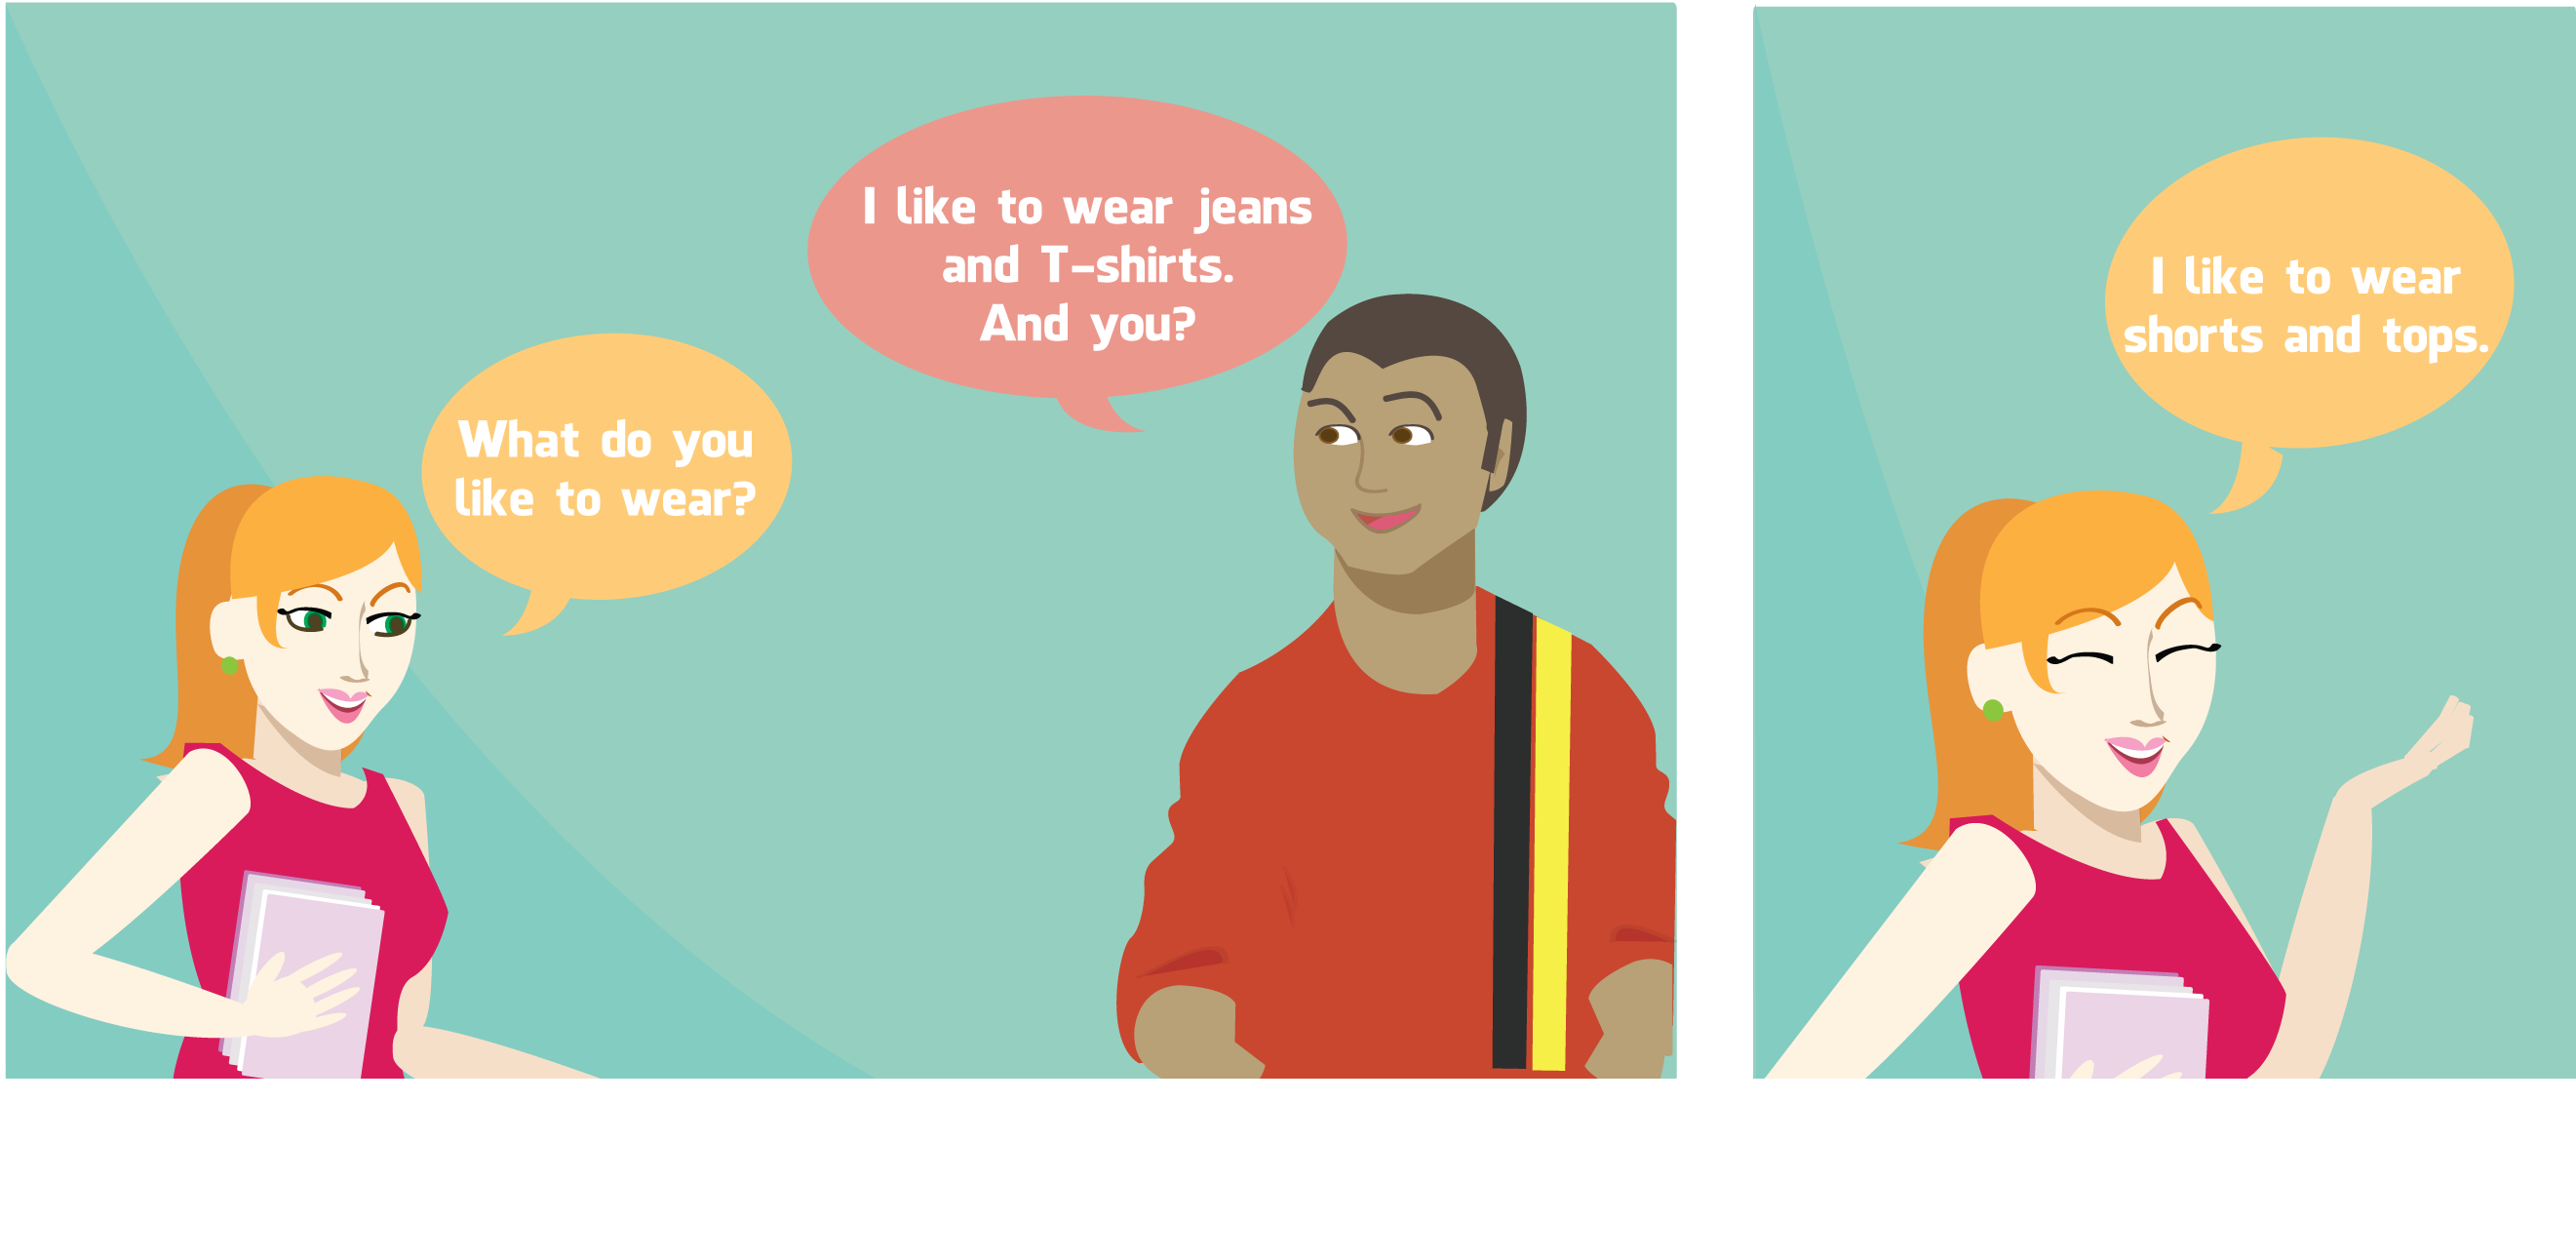 What do you
like to wear?
I like to wear jeans
and T-shirts.
And you?
I like to wear
shorts and tops.